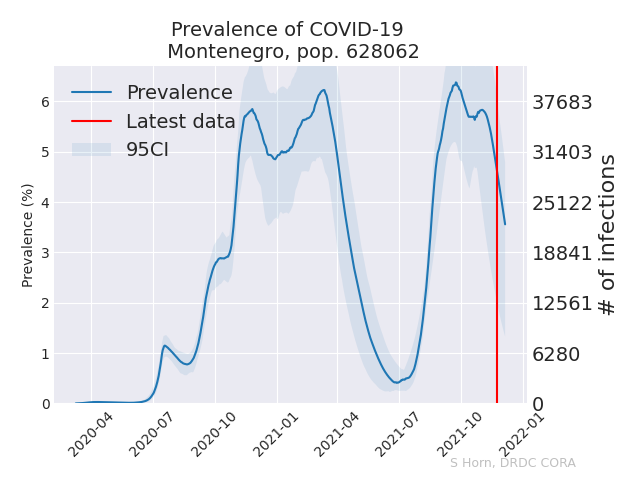 Prevalence of COVID-19
Montenegro, pop. 628062
Prevalence
Latest data
95CI
Prevalence (%)
6
5
4
3
2
1
0
37683
31403
25122
18841
12561
6280
0
# of infections
2020-04
2020-07
2020-10
2021-01
2021-04
2021-07
2021-10
2022-01
S Horn, DRDC CORA